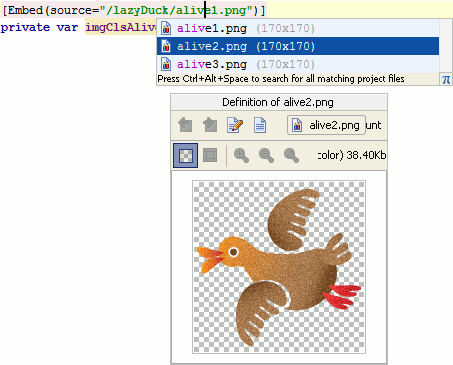 [Embed(source="/lazyDuck/alive1.png")]
private var imgClsAlive
alive1.png (170x170)
alive2.png (170x170)
alive3.png (170x170)
Press Ctrl+Alt+Space to search for all matching project files π
Definition of alive2.png
alive2.png unt
color) 38.40Kb